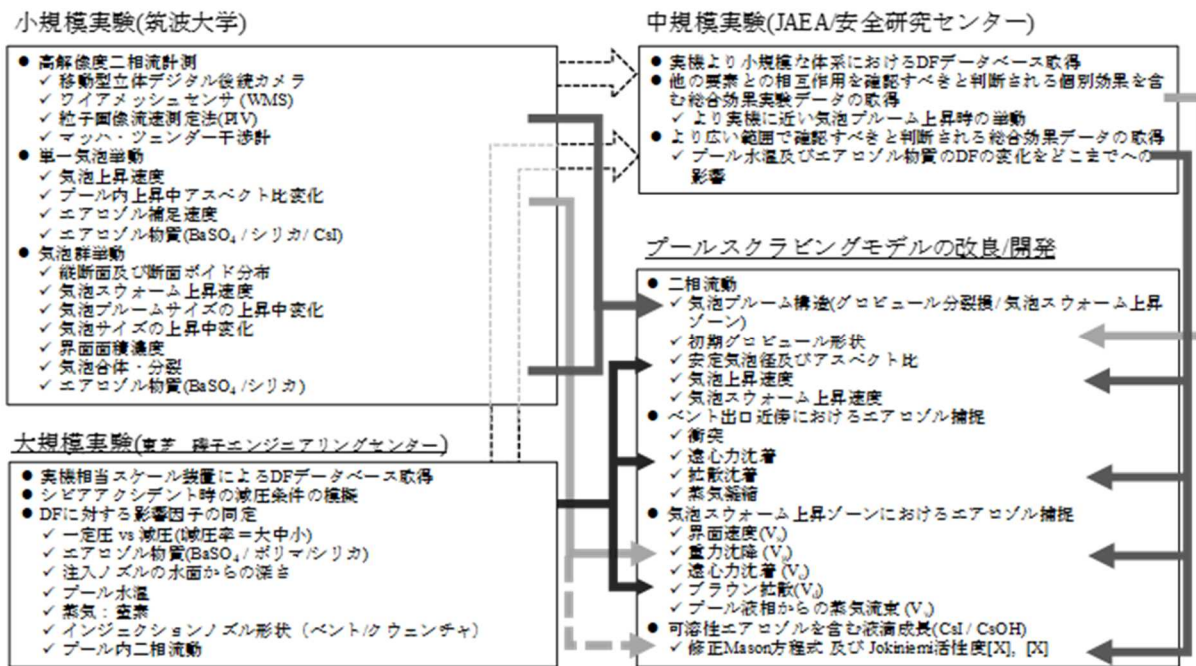 小規模実験(筑波大学)
● 高解像度二相流計測
✓ 移動型立体デジタル後続カメラ
✓ ワイアメッシュセンサ (WMS)
✓ 粒子画像流速測定法(PIV)
✓ マッハ・ツェンダー干渉計
● 単一気泡挙動
✓ 気泡上昇速度
✓ プール内上昇中アスペクト比変化
✓ エアロゾル補足速度
✓ エアロゾル物質(BaSO4 / シリカ/ CsI)
● 気泡群挙動
✓ 縦断面及び断面ボイド分布
✓ 気泡スウォーム上昇速度
✓ 気泡プルームサイズの上昇中変化
✓ 気泡サイズの上昇中変化
✓ 界面面積濃度
✓ 気泡合体・分裂
✓ エアロゾル物質(BaSO4 /シリカ)
大規模実験(東芝 磯子エンジニアリングセンター)
● 実機相当スケール装置によるDFデータベース取得
● シビアアクシデント時の減圧条件の模擬
● DFに対する影響因子の同定
✓ 一定圧 vs 減圧(減圧率＝大中小)
✓ エアロゾル物質(BaSO4 / ポリマ/シリカ)
✓ 注入ノズルの水面からの深さ
✓ プール水温
✓ 蒸気：窒素
✓ インジェクションノズル形状（ベント/クウェンチャ）
✓ プール内二相流動
中規模実験(JAEA/安全研究センター)
● 実機より小規模な体系におけるDFデータベース取得
● 他の要素との相互作用を確認すべきと判断される個別効果を含
む総合効果実験データの取得
✓ より実機に近い気泡プルーム上昇時の挙動
● より広い範囲で確認すべきと判断される総合効果データの取得
✓ プール水温及びエアロゾル物質のDFの変化をどこまでへの
影響
プールスクラビングモデルの改良/開発
● 二相流動
✓ 気泡プルーム構造(グロビュール分裂援/ 気泡スウォーム上昇
ゾーン)
✓ 初期グロビュール形状
✓ 安定気泡径及びアスペクト比
✓ 気泡上昇速度
✓ 気泡スウォーム上昇速度
● ベント出口近傍におけるエアロゾル捕捉
✓ 衝突
✓ 遠心力沈着
✓ 拡散沈着
✓ 蒸気凝縮
● 気泡スウォーム上昇ゾーンにおけるエアロゾル捕捉
✓ 界面速度(Vs)
✓ 重力沈降 (Vg)
✓ 遠心力沈着 (Vc)
✓ ブラウン拡散(Vd)
✓ プール液相からの蒸気流束 (Vv)
● 可溶性エアロゾルを含む液滴成長(CsI / CsOH)
✓ 修正Mason方程式 及び Jokiniemi活性度[X], [X]